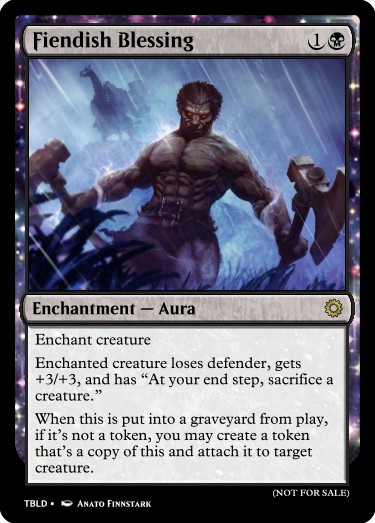 Fiendish Blessing 1
Enchantment — Aura
Enchant creature
Enchanted creature loses defender, gets
+3/+3, and has “At your end step, sacrifice a
creature.”
When this is put into a graveyard from play,
if it’s not a token, you may create a token
that’s a copy of this and attach it to target
creature.
(NOT FOR SALE)
TBLD • Anato Finnstark